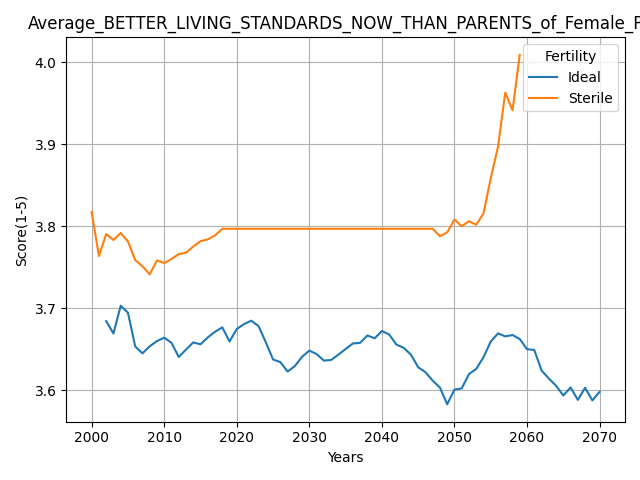 Average_BETTER_LIVING_STANDARDS_NOW_THAN_PARENTS_of_Female_F
4.0
3.9
3.8
3.7
3.6
Score(1-5)
Fertility
Ideal
Sterile
2000 2010 2020 2030 2040 2050 2060 2070
Years